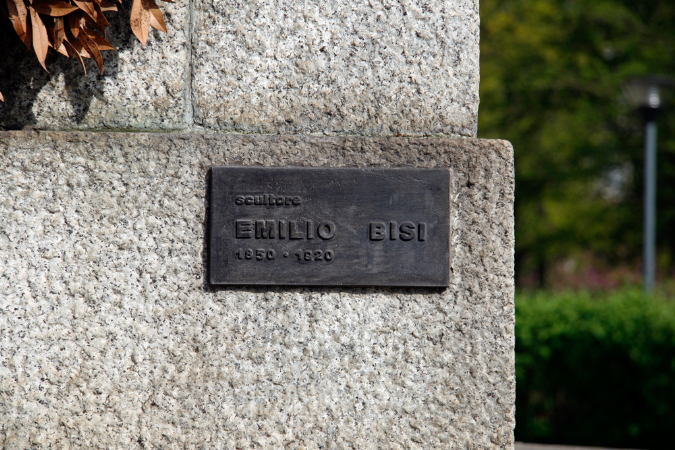 scultore
EMILIO BISI
1850 - 1920